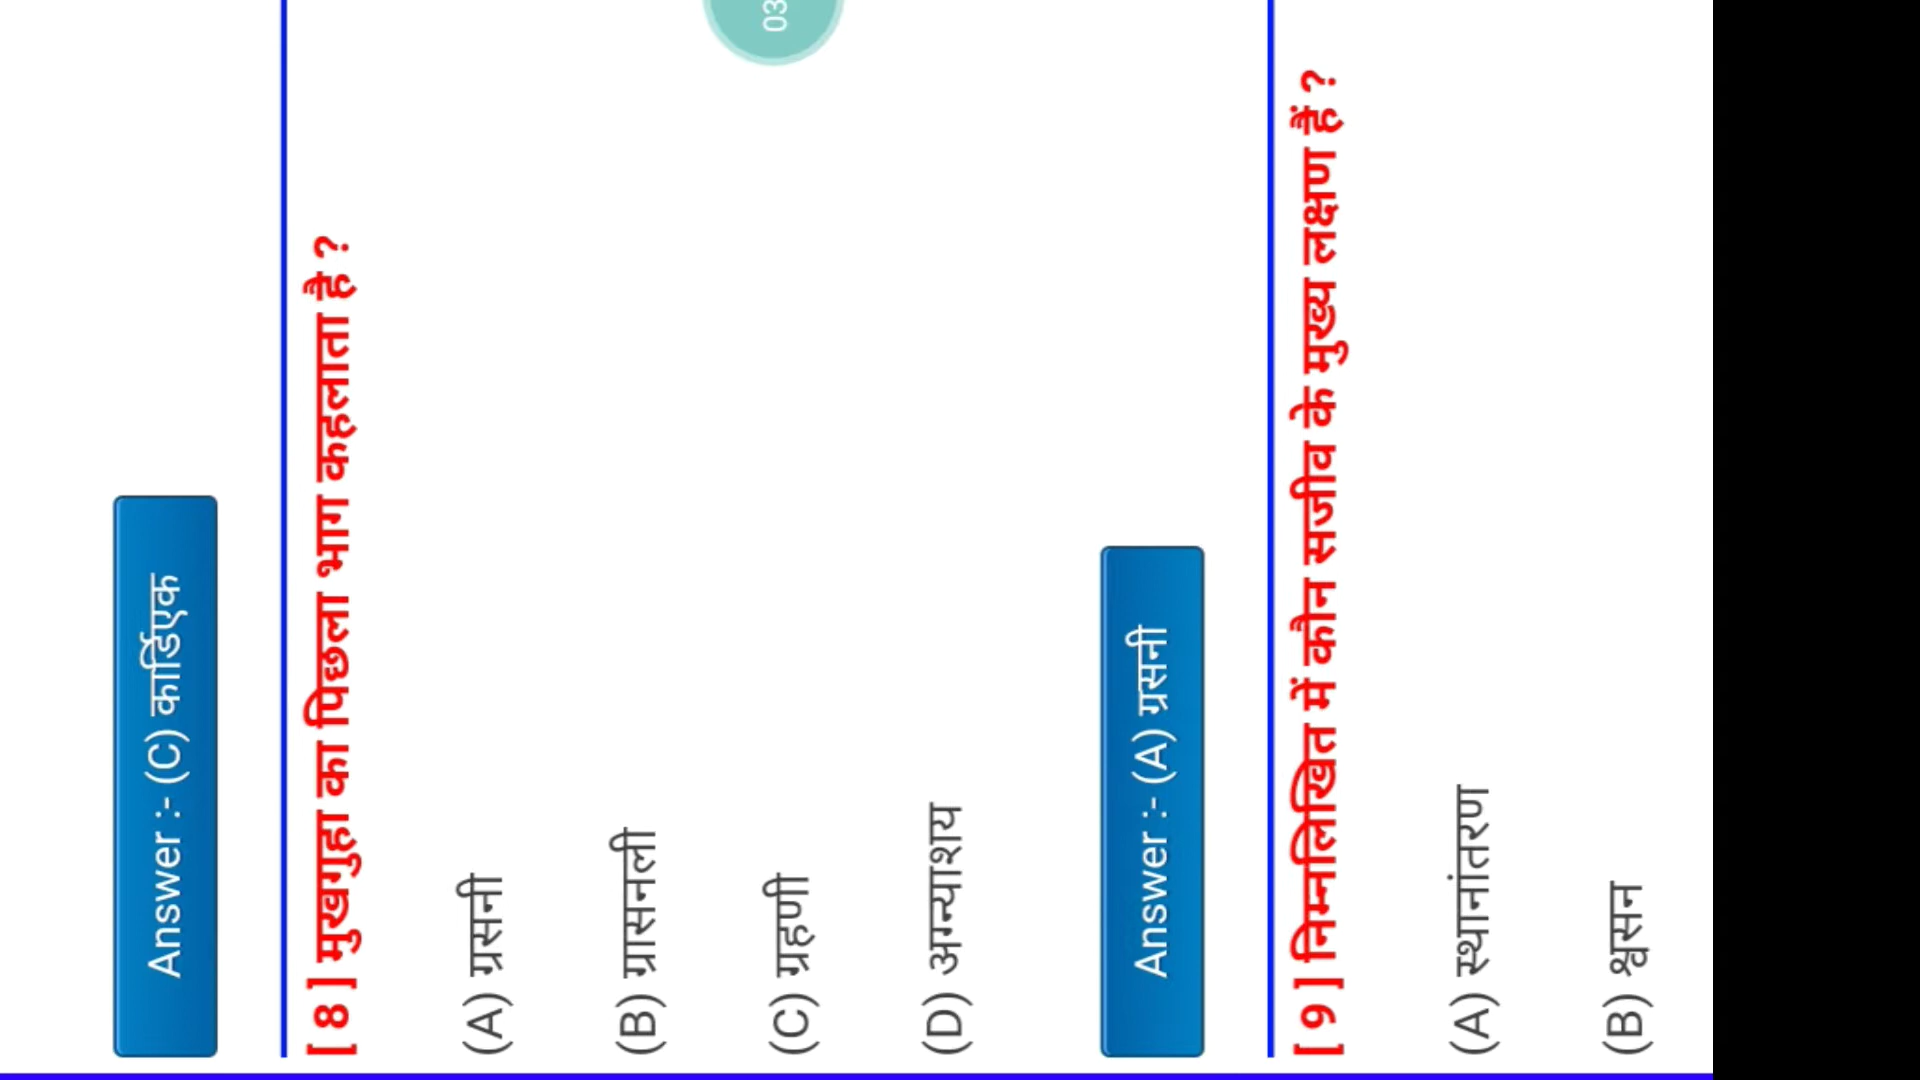 03
Answer :- (C) कार्डिएक
[ 8 ] मुखगुहा का पिछला भाग कहलाता है ?
(A) ग्रसनी
(B) ग्रासनली
(C) ग्रहणी
(D) अग्न्याशय
Answer :- (A) ग्रसनी
[ 9 ] निम्नलिखित में कौन सजीव के मुख्य लक्षण हैं ?
(A) स्थानांतरण
(B) श्वसन